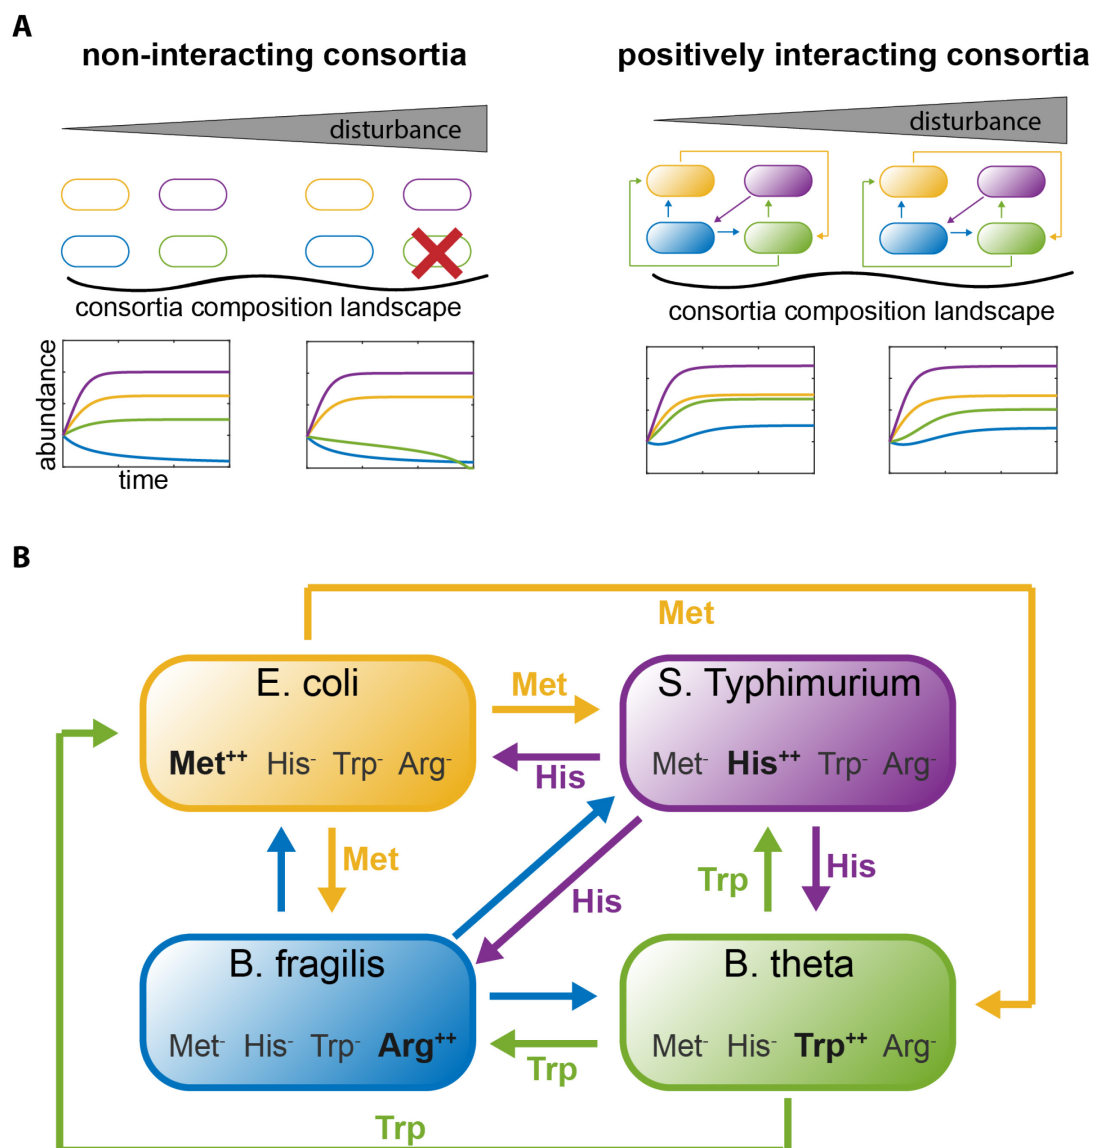 A
non-interacting consortia
positively interacting consortia
disturbance
disturbance
consortia composition landscape
consortia composition landscape
abundance
time
B
Met
E. coli
Met
S. Typhimurium
Met⁺⁺ His⁻ Trp⁻ Arg⁻
His
Met⁻ His⁺⁺ Trp⁻ Arg⁻
Met
His
Trp
His
B. fragilis
B. theta
Met⁻ His⁻ Trp⁻ Arg⁺⁺
Trp
Met⁻ His⁻ Trp⁺⁺ Arg⁻
Trp